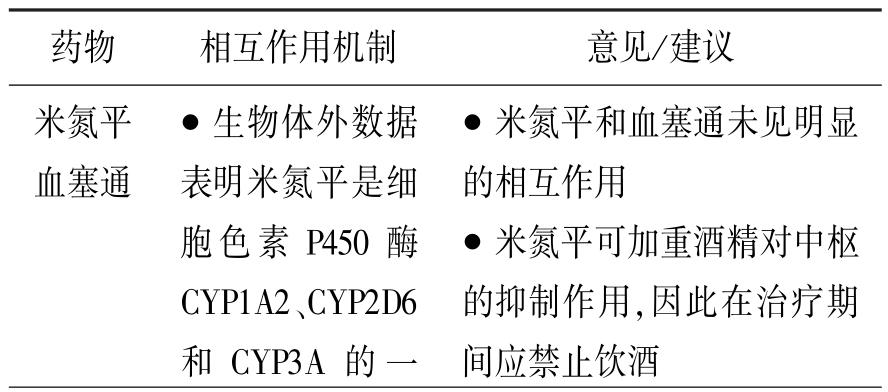 药物 相互作用机制 意见/建议
米氮平 ● 生物体外数据 ● 米氮平和血塞通未见明显
血塞通 表明米氮平是细 的相互作用
胞色素 P450 酶 ● 米氮平可加重酒精对中枢
CYP1A2、CYP2D6 的抑制作用,因此在治疗期
和 CYP3A 的一 间应禁止饮酒